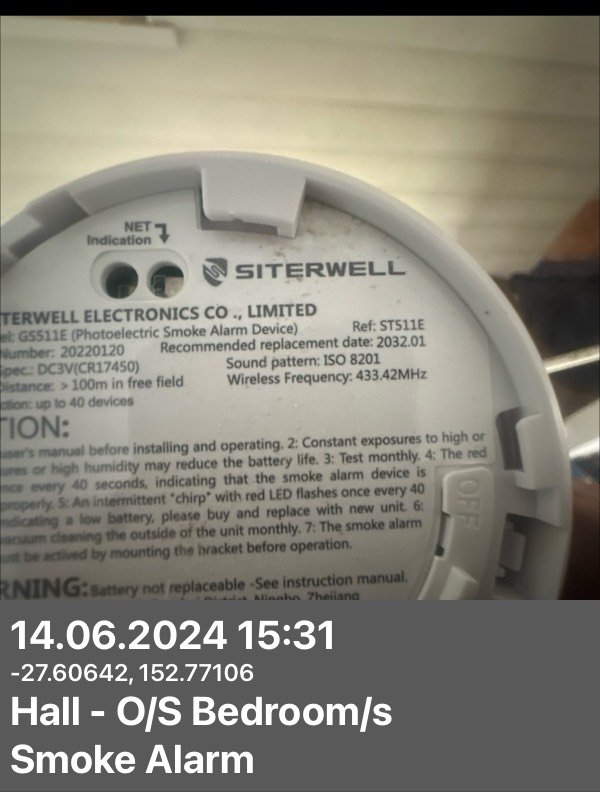 NET
Indication
SITERWELL
TERWELL ELECTRONICS CO ., LIMITED
el: GS511E (Photoelectric Smoke Alarm Device) Ref: ST511E
Number: 20220120 Recommended replacement date: 2032.01
Spec.: DC3V(CR17450) Sound pattern: ISO 8201
Distance: >100m in free field Wireless Frequency: 433.42MHz
ction: up to 40 devices
TION:
user's manual before installing and operating. 2: Constant exposures to high or
ures or high humidity may reduce the battery life. 3: Test monthly. 4: The red
nce every 40 seconds, indicating that the smoke alarm device is
properly. 5: An intermittent "chirp" with red LED flashes once every 40
ndicating a low battery, please buy and replace with new unit. 6:
vacuum cleaning the outside of the unit monthly. 7: The smoke alarm
ust be actived by mounting the bracket before operation.
OFF
RNING: Battery not replaceable -See instruction manual.
District, Ningbo, Zhejiang
14.06.2024 15:31
-27.60642, 152.77106
Hall - O/S Bedroom/s
Smoke Alarm